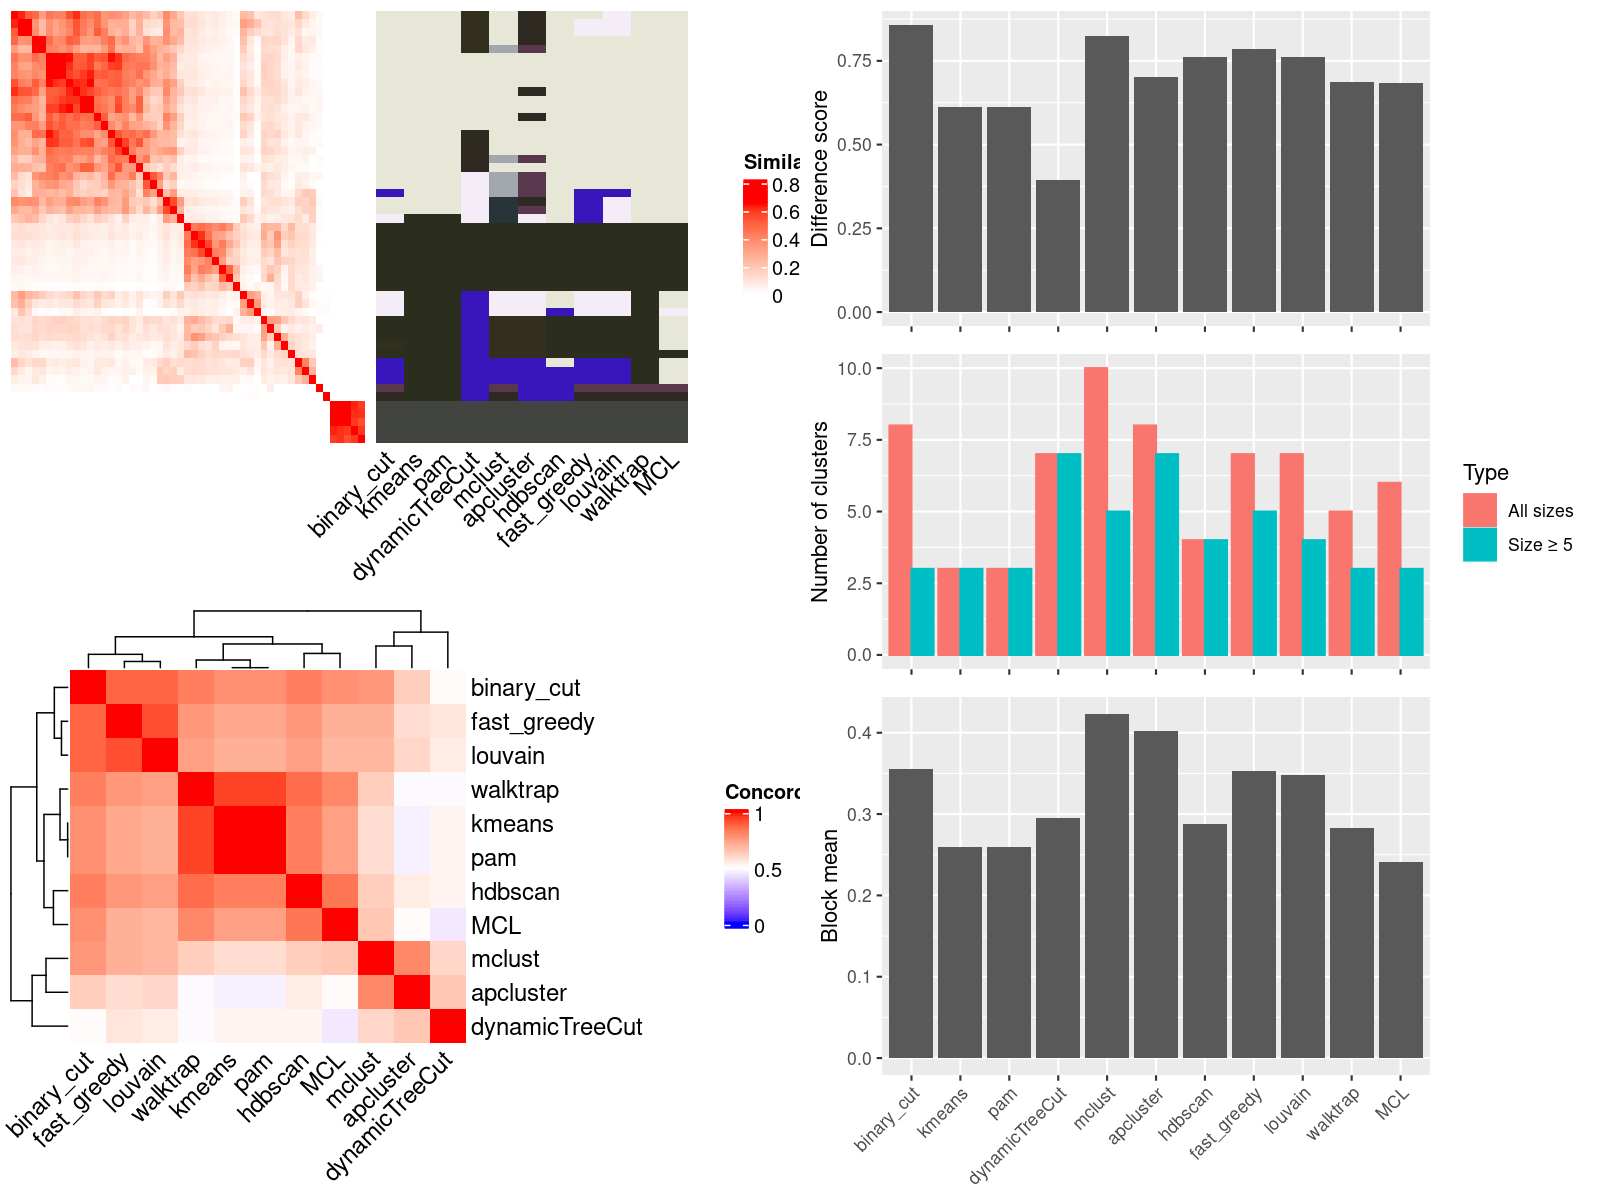 Simila
0.8
0.6
0.4
0.2
0
binary_cut
kmeans
pam
dynamicTreeCut
mclust
apcluster
hdbscan
fast_greedy
louvain
walktrap
MCL
Difference score
0.75
0.50
0.25
0.00
Number of clusters
10.0
7.5
5.0
2.5
0.0
Type
All sizes
Size ≥ 5
binary_cut
fast_greedy
louvain
walktrap
kmeans
pam
hdbscan
MCL
mclust
apcluster
dynamicTreeCut
binary_cut
fast_greedy
louvain
walktrap
kmeans
pam
hdbscan
MCL
mclust
apcluster
dynamicTreeCut
Concord
1
0.5
0
Block mean
0.4
0.3
0.2
0.1
0.0
binary_cut
kmeans
pam
dynamicTreeCut
mclust
apcluster
hdbscan
fast_greedy
louvain
walktrap
MCL